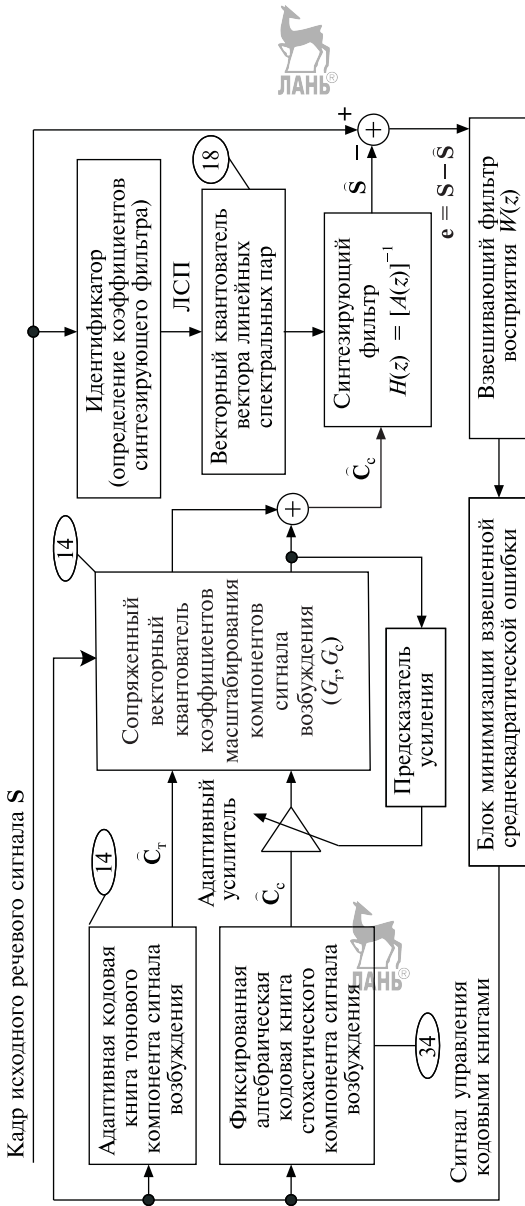 Кадр исходного речевого сигнала S
Адаптивная кодовая
книга тонового
компонента сигнала
возбуждения
14
C̑т
Фиксированная
алгебраическая
кодовая книга
стохастического
компонента сигнала
возбуждения
34
Адаптивный
усилитель
C̑с
Сопряженный
векторный
квантователь
коэффициентов
масштабирования
компонентов
сигнала
возбуждения
(Gт, Gс)
14
Предсказатель
усиления
+
C̑с
Идентификатор
(определение коэффициентов
синтезирующего фильтра)
ЛСП
Векторный квантователь
вектора линейных
спектральных пар
18
Синтезирующий
фильтр
H(z) = [A(z)]⁻¹
S̑
−
+
+
e = S − S̑
Взвешивающий фильтр
восприятия W(z)
Блок минимизации взвешенной
среднеквадратической ошибки
Сигнал управления
кодовыми книгами
ЛАНЬ®
ЛАНЬ®